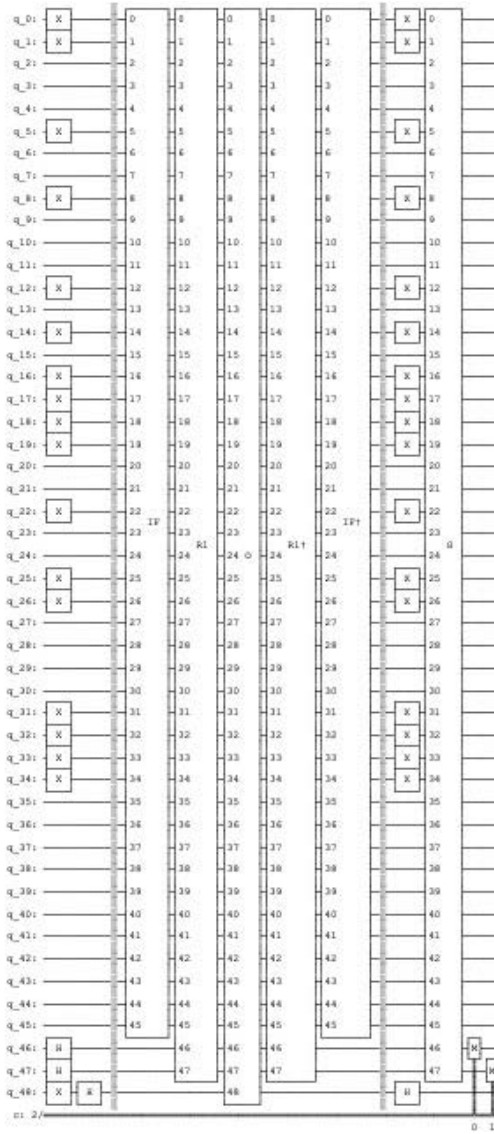 q_0: X 0 0 0 0 0 X 0
q_1: X 1 1 1 1 1 X 1
q_2: 2 2 2 2 2 2
q_3: 3 3 3 3 3 3
q_4: 4 4 4 4 4 4
q_5: X 5 5 5 5 5 X 5
q_6: 6 6 6 6 6 6
q_7: 7 7 7 7 7 7
q_8: X 8 8 8 8 8 X 8
q_9: 9 9 9 9 9 9
q_10: 10 10 10 10 10 10
q_11: 11 11 11 11 11 11
q_12: X 12 12 12 12 12 X 12
q_13: 13 13 13 13 13 13
q_14: X 14 14 14 14 14 X 14
q_15: 15 15 15 15 15 15
q_16: X 16 16 16 16 16 X 16
q_17: X 17 17 17 17 17 X 17
q_18: X 18 18 18 18 18 X 18
q_19: X 19 19 19 19 19 X 19
q_20: 20 20 20 20 20 20
q_21: 21 21 21 21 21 21
q_22: X 22 22 22 22 22 X 22
IF IF†
q_23: 23 23 23 23 23 23
R1 R1† G
q_24: 24 24 24 O 24 24 24
q_25: X 25 25 25 25 25 X 25
q_26: X 26 26 26 26 26 X 26
q_27: 27 27 27 27 27 27
q_28: 28 28 28 28 28 28
q_29: 29 29 29 29 29 29
q_30: 30 30 30 30 30 30
q_31: X 31 31 31 31 31 X 31
q_32: X 32 32 32 32 32 X 32
q_33: X 33 33 33 33 33 X 33
q_34: X 34 34 34 34 34 X 34
q_35: 35 35 35 35 35 35
q_36: 36 36 36 36 36 36
q_37: 37 37 37 37 37 37
q_38: 38 38 38 38 38 38
q_39: 39 39 39 39 39 39
q_40: 40 40 40 40 40 40
q_41: 41 41 41 41 41 41
q_42: 42 42 42 42 42 42
q_43: 43 43 43 43 43 43
q_44: 44 44 44 44 44 44
q_45: 45 45 45 45 45 45
q_46: H 46 46 46 46 M
q_47: H 47 47 47 47 M
q_48: X H 48 H
c: 2/
0 1